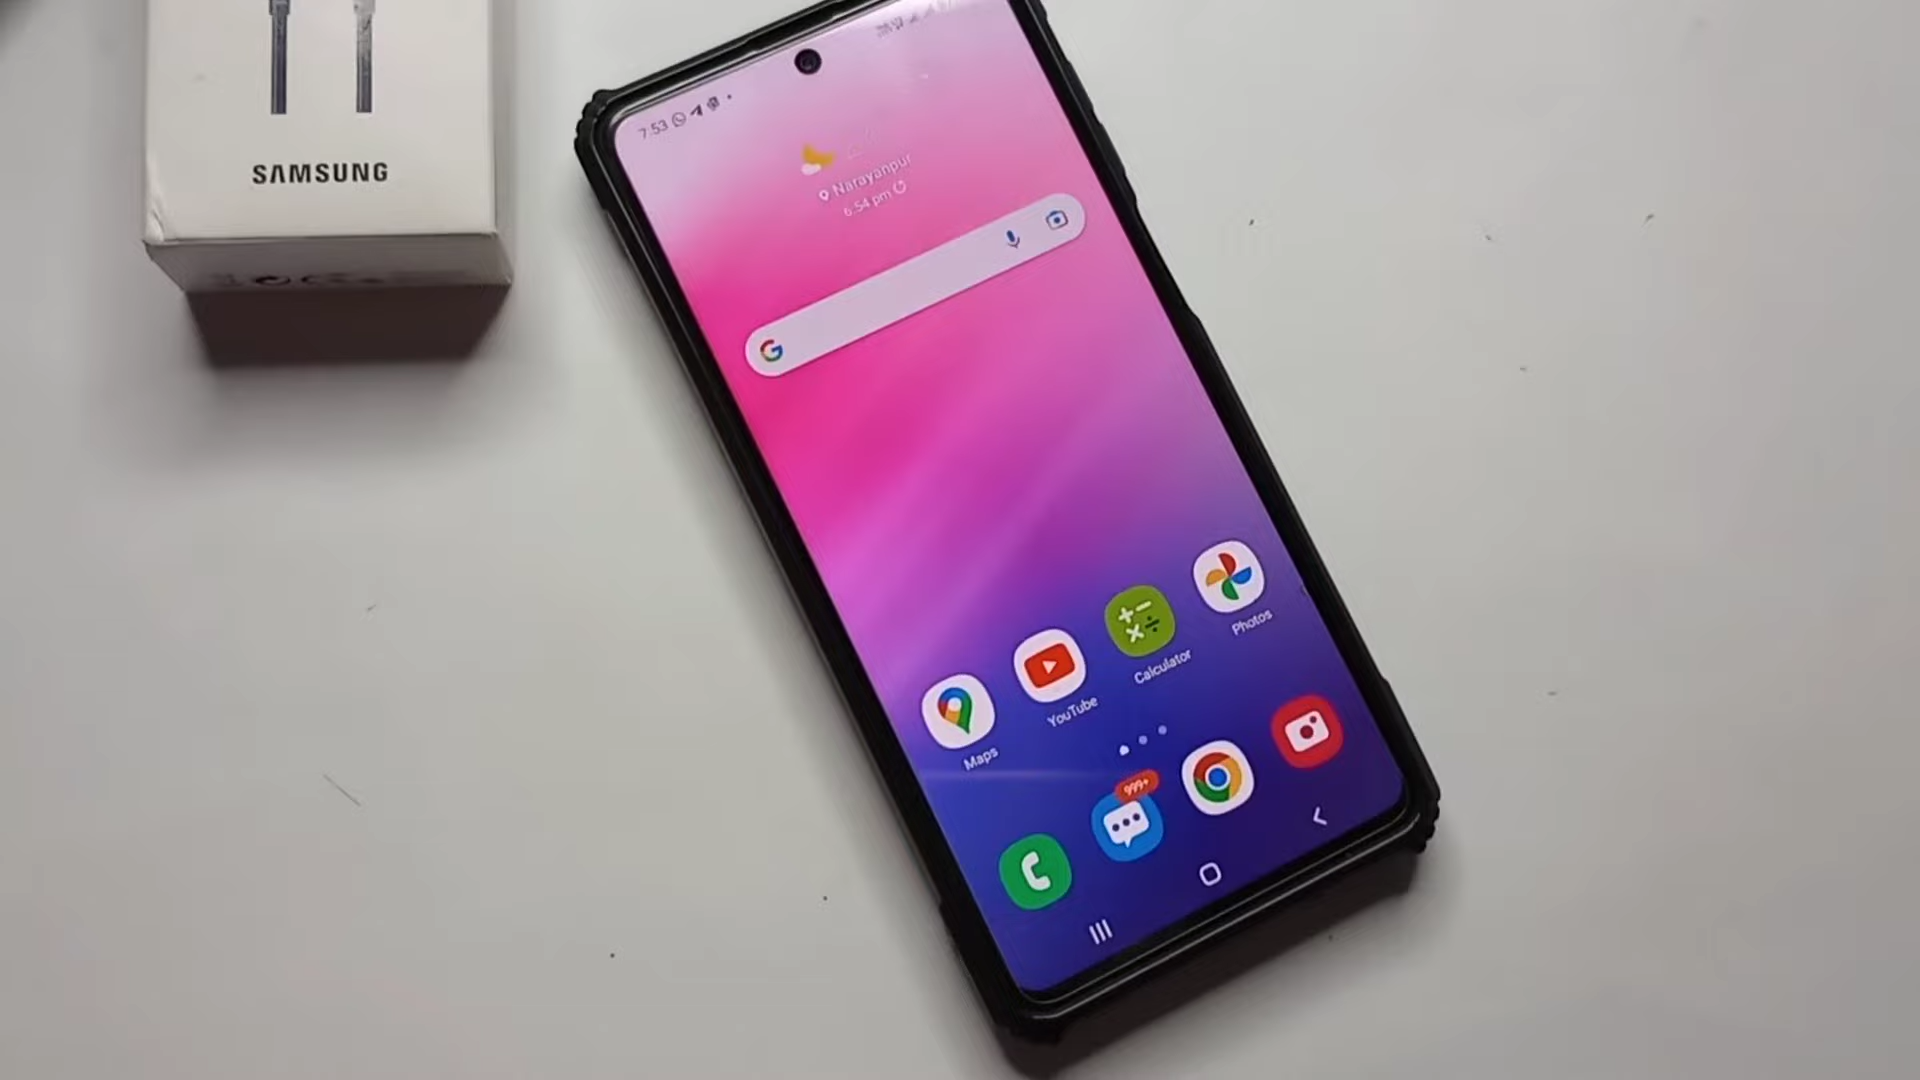 SAMSUNG
7:53
Narayanpur
6:54 pm
Maps
YouTube
Calculator
Photos
999+